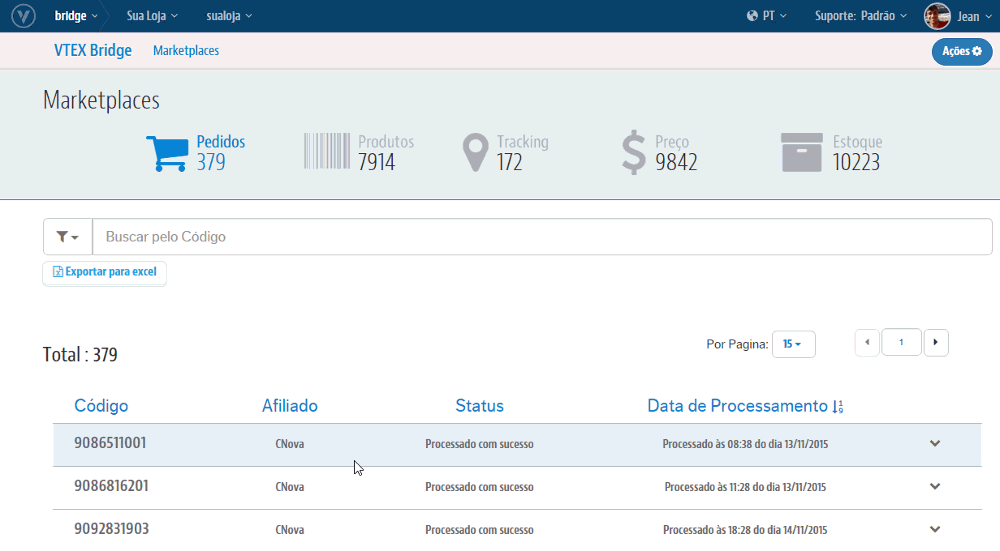 bridge Sua Loja sualoja PT Suporte: Padrão Jean
VTEX Bridge Marketplaces Ações
Marketplaces
Pedidos 379
Produtos 7914
Tracking 172
Preço 9842
Estoque 10223
Buscar pelo Código
Exportar para excel
Total : 379
Por Pagina: 15 1
Código Afiliado Status Data de Processamento
9086511001 CNova Processado com sucesso Processado às 08:38 do dia 13/11/2015
9086816201 CNova Processado com sucesso Processado às 11:28 do dia 13/11/2015
9092831903 CNova Processado com sucesso Processado às 18:28 do dia 14/11/2015